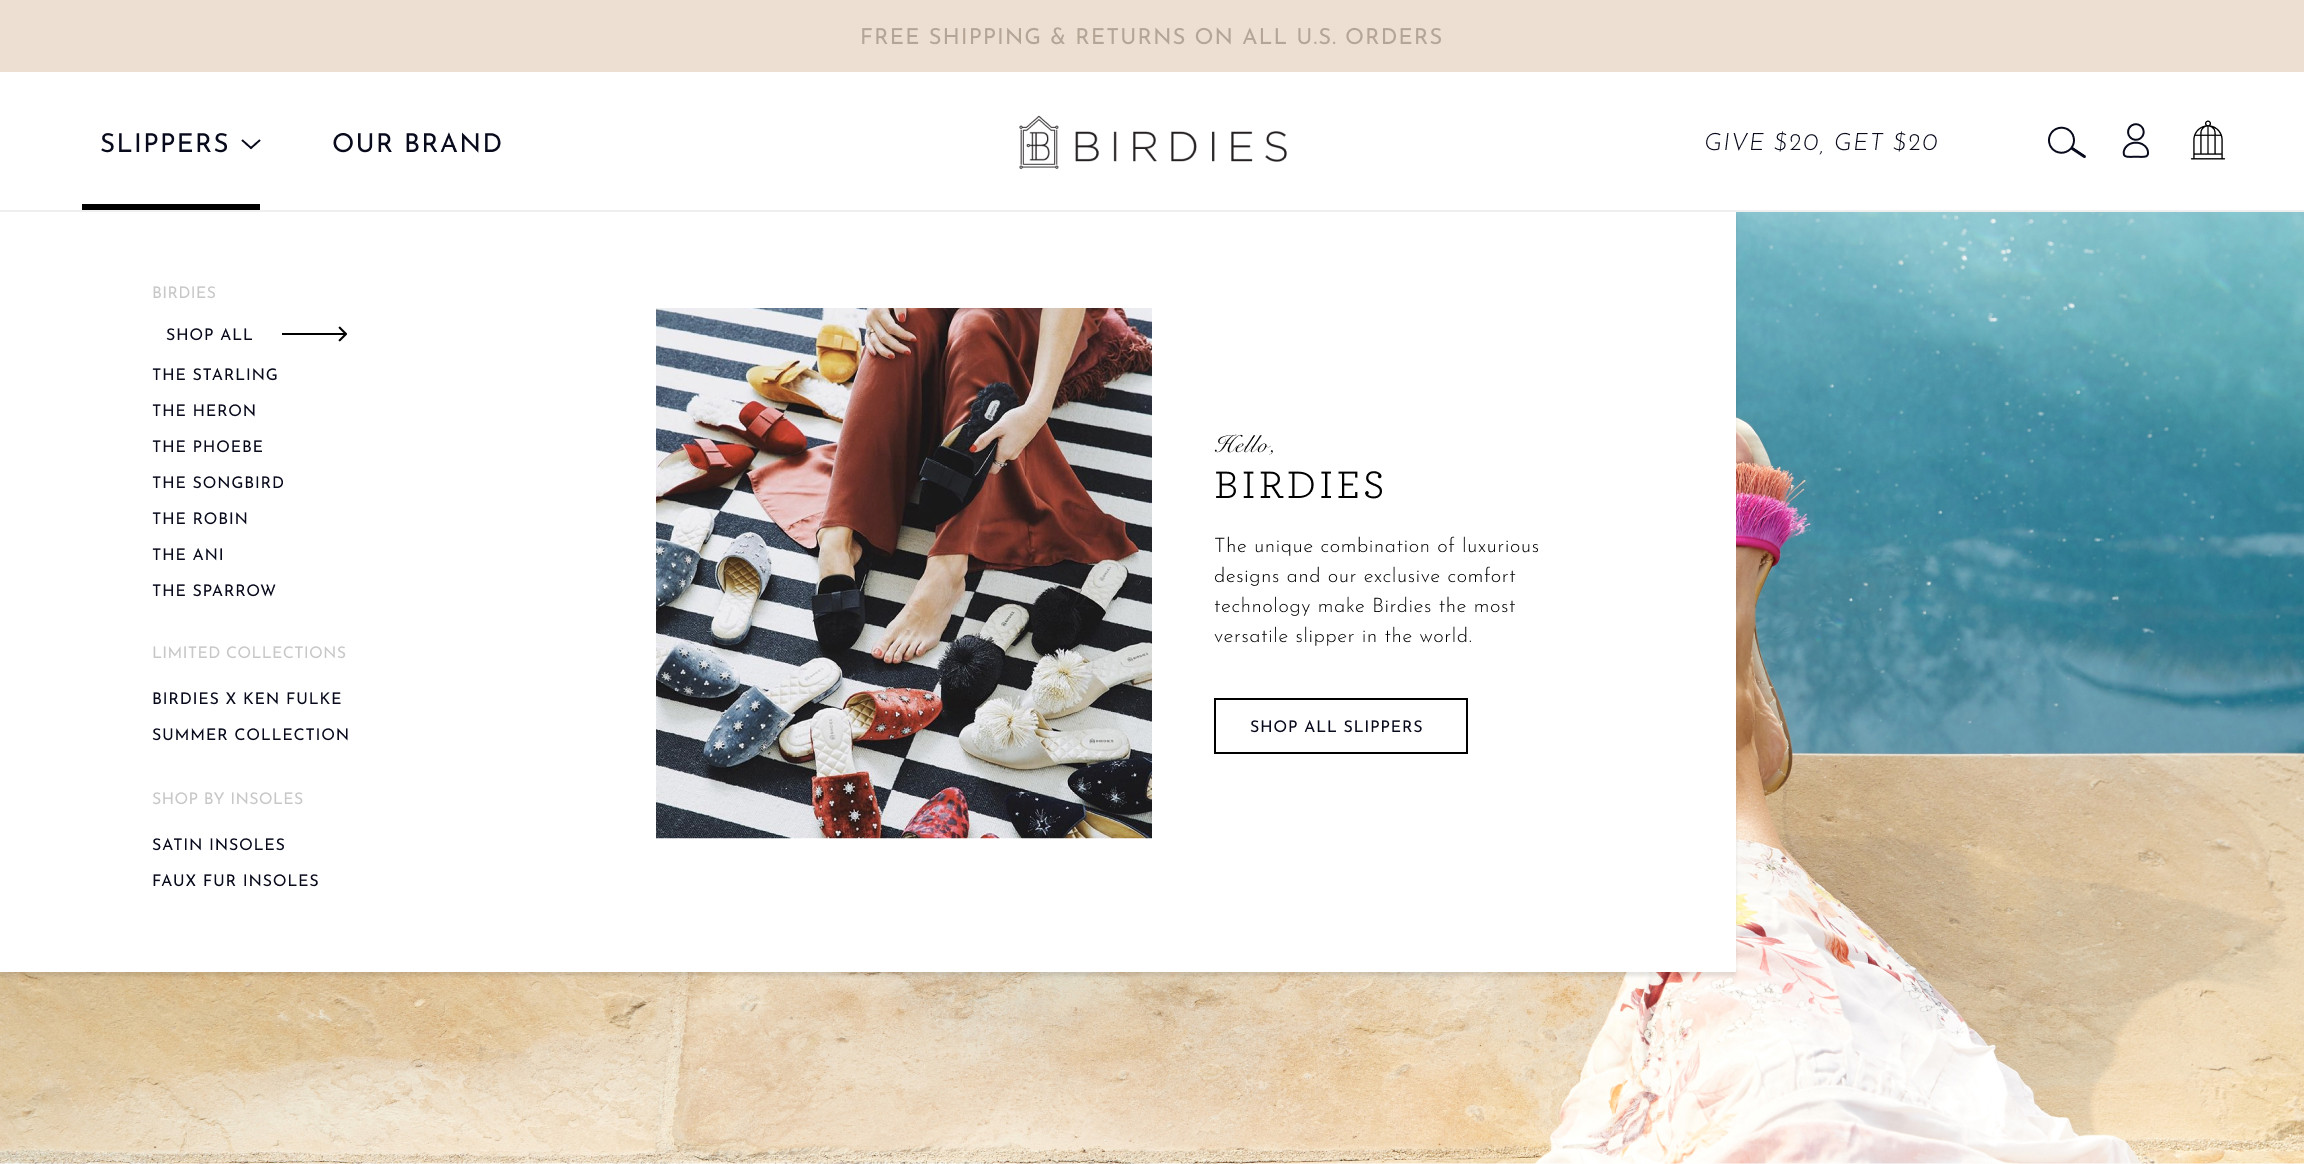 FREE SHIPPING & RETURNS ON ALL U.S. ORDERS
SLIPPERS
OUR BRAND
B BIRDIES
GIVE $20, GET $20
BIRDIES
SHOP ALL
THE STARLING
THE HERON
THE PHOEBE
THE SONGBIRD
THE ROBIN
THE ANI
THE SPARROW
LIMITED COLLECTIONS
BIRDIES X KEN FULKE
SUMMER COLLECTION
SHOP BY INSOLES
SATIN INSOLES
FAUX FUR INSOLES
Hello,
BIRDIES
The unique combination of luxurious
designs and our exclusive comfort
technology make Birdies the most
versatile slipper in the world.
SHOP ALL SLIPPERS